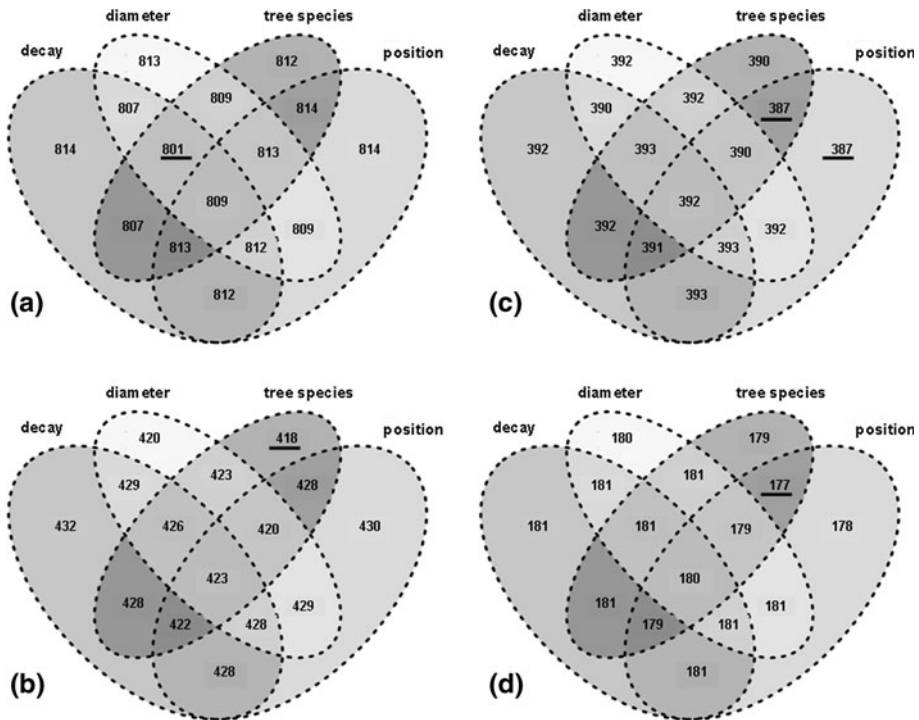 diameter tree species
decay position
813 812
807 809 814
814 801 813 814
809
807 813 812 809
812
(a)
diameter tree species
decay position
392 390
390 392 387
392 393 390 387
392
392 391 393 392
393
(c)
diameter tree species
decay position
420 418
429 423 428
432 426 420 430
423
428 422 428 429
428
(b)
diameter tree species
decay position
180 179
181 181 177
181 181 179 178
180
181 179 181 181
181
(d)